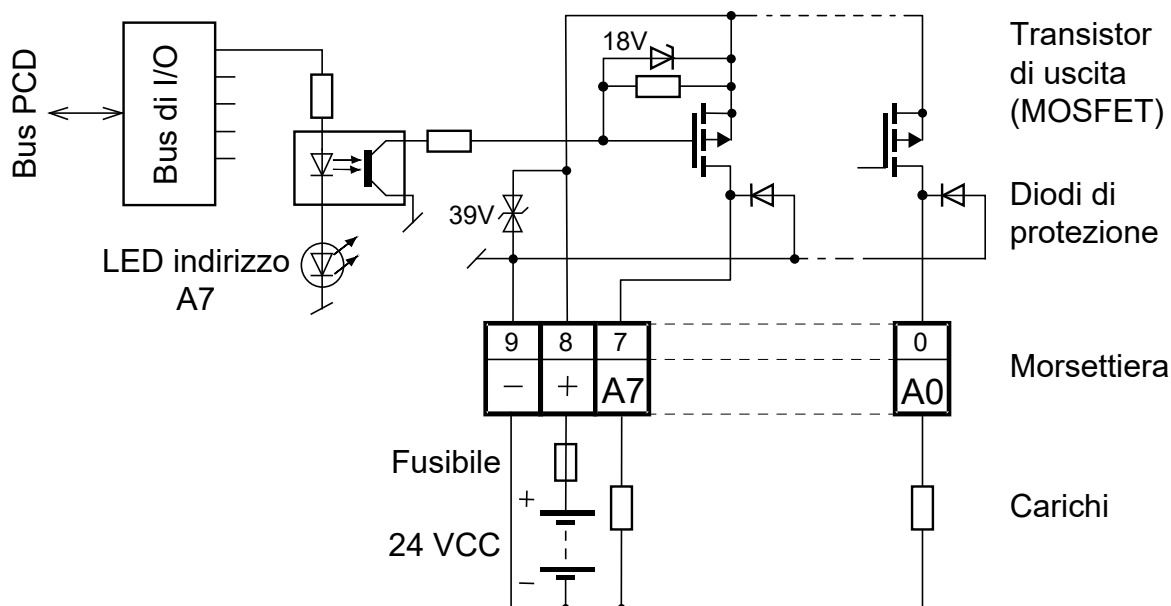 Bus PCD
Bus di I/O
18V
Transistor
di uscita
(MOSFET)
39V
Diodi di
protezione
LED indirizzo
A7
9 8 7 0
− + A7 A0
Morsettiera
Fusibile
+
24 VCC
−
Carichi